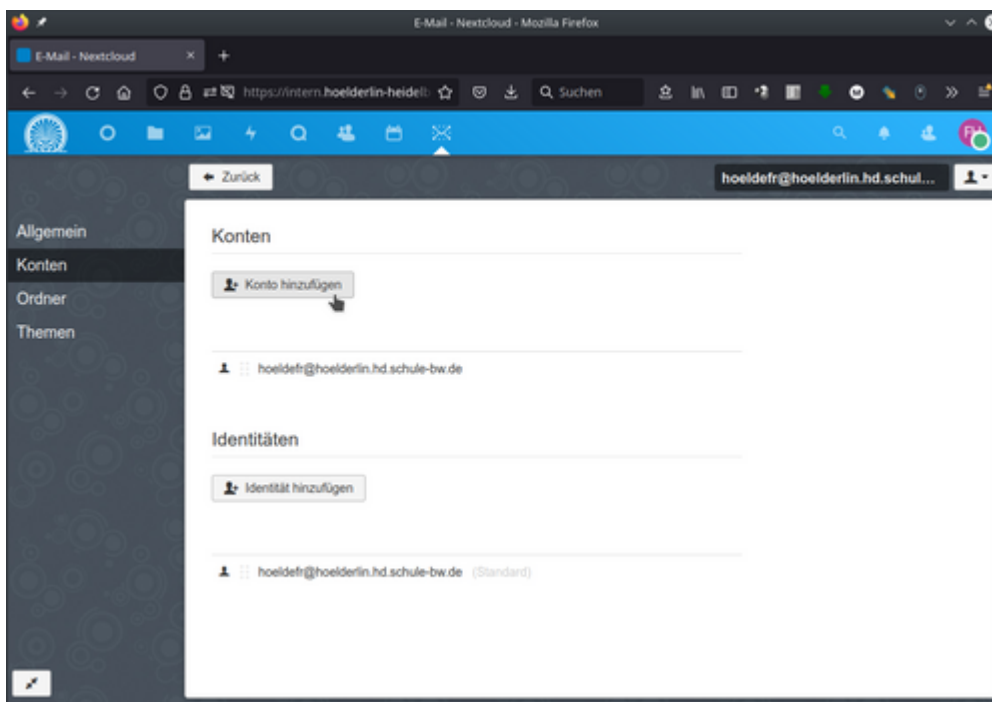 E-Mail - Nextcloud - Mozilla Firefox
E-Mail - Nextcloud
https://intern.hoelderlin-heidelb
Suchen
Zurück
hoeldefr@hoelderlin.hd.schul...
Allgemein
Konten
Ordner
Themen
Konten
Konto hinzufügen
hoeldefr@hoelderlin.hd.schule-bw.de
Identitäten
Identität hinzufügen
hoeldefr@hoelderlin.hd.schule-bw.de (Standard)